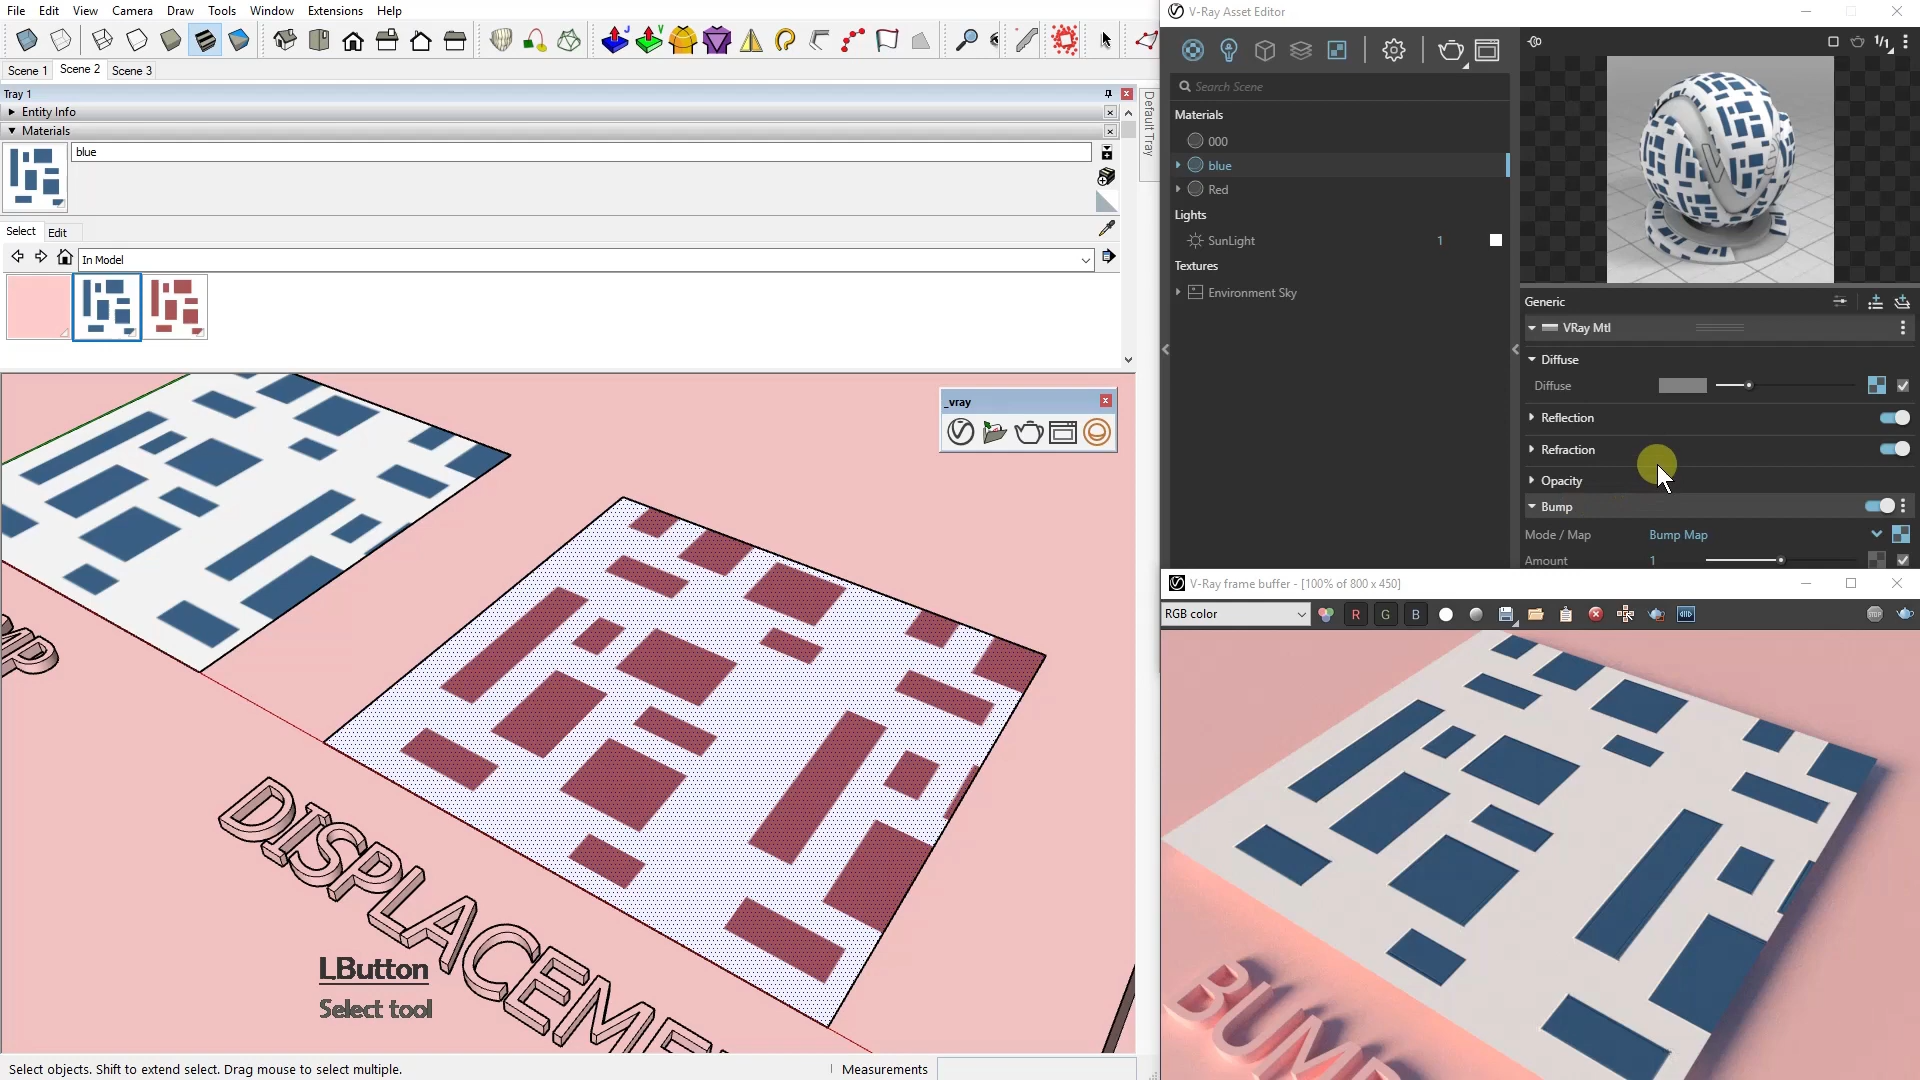 File Edit View Camera Draw Tools Window Extensions Help
Scene 1 Scene 2 Scene 3
Tray 1
Entity Info
Materials
blue
Select Edit
In Model
Default Tray
_vray
DISPLACEME
LButton
Select tool
Select objects. Shift to extend select. Drag mouse to select multiple.
Measurements
V-Ray Asset Editor
1/1
Search Scene
Materials
000
blue
Red
Lights
SunLight 1
Textures
Environment Sky
Generic
VRay Mtl
Diffuse
Diffuse
Reflection
Refraction
Opacity
Bump
Mode / Map Bump Map
Amount 1
V-Ray frame buffer - [100% of 800 x 450]
RGB color
R G B
BUMP